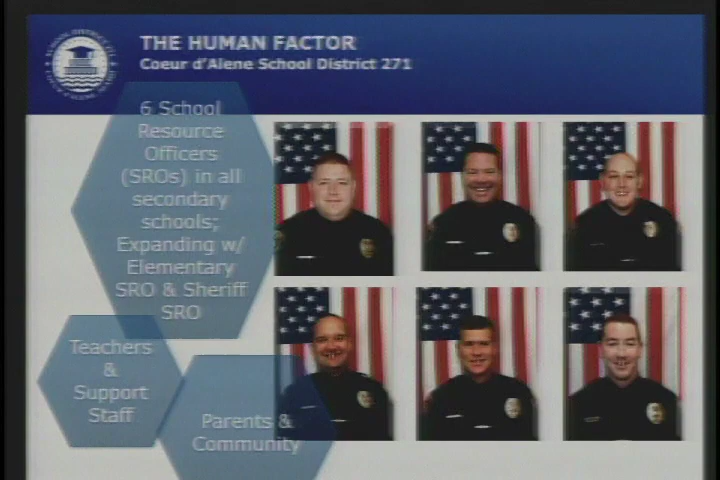 THE HUMAN FACTOR
Coeur d'Alene School District 271
6 School
Resource
Officers
(SROs) in all
secondary
schools;
Expanding w/
Elementary
SRO & Sheriff
SRO
Teachers
&
Support
Staff
Parents &
Community